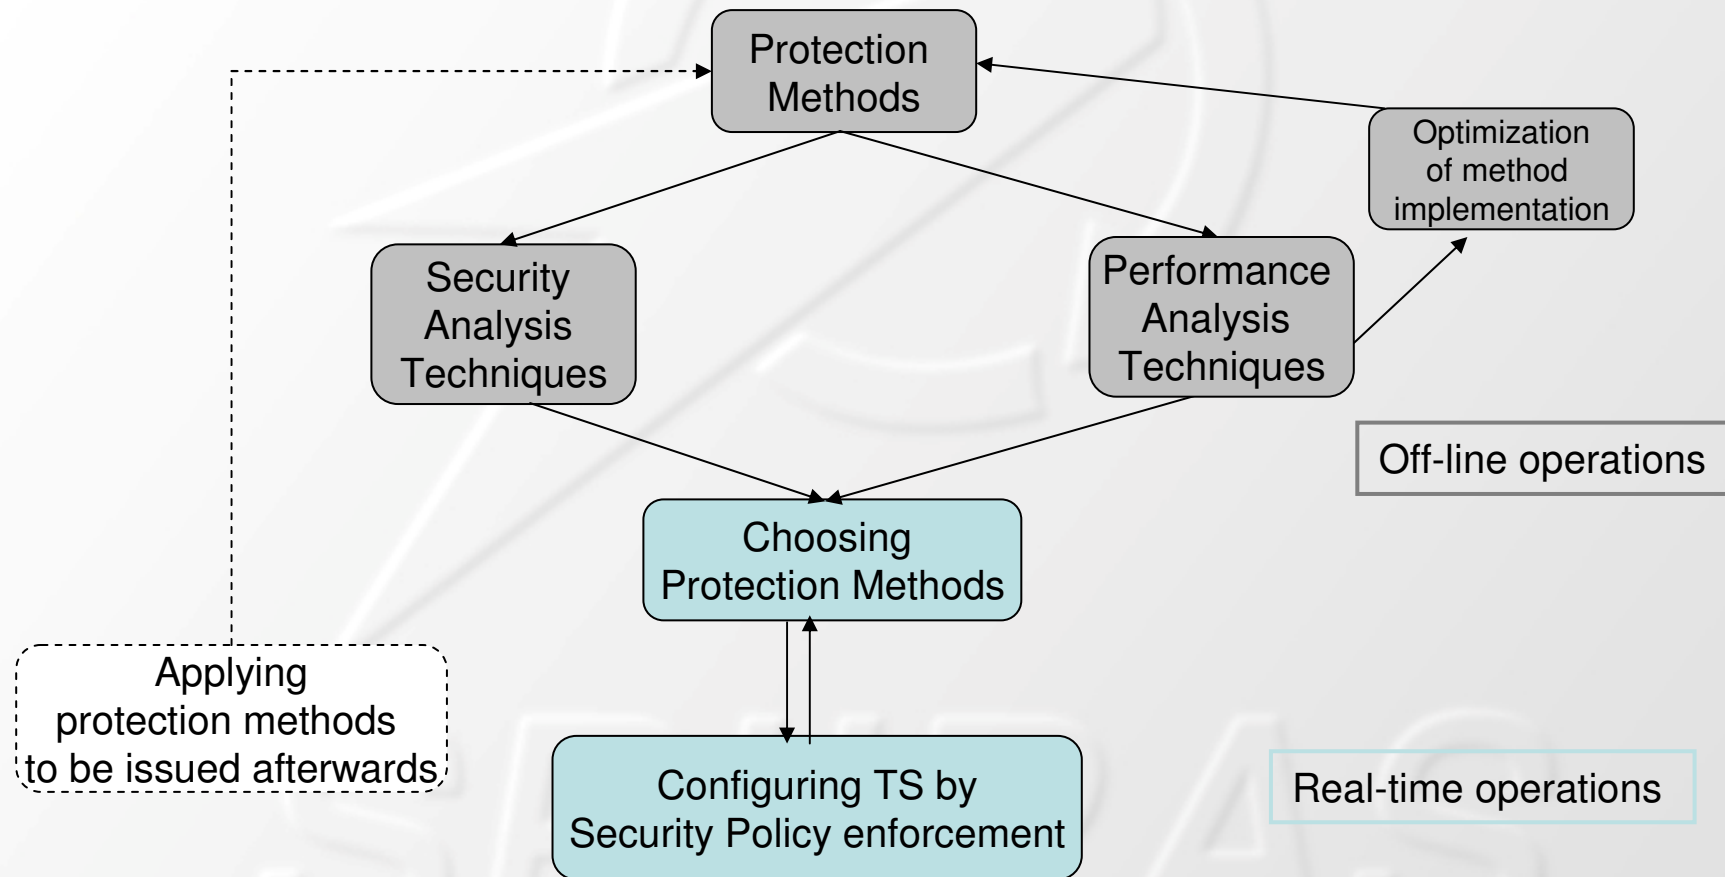 Protection
Methods
Optimization
of method
implementation
Security
Analysis
Techniques
Performance
Analysis
Techniques
Off-line operations
Choosing
Protection Methods
Applying
protection methods
to be issued afterwards
Configuring TS by
Security Policy enforcement
Real-time operations